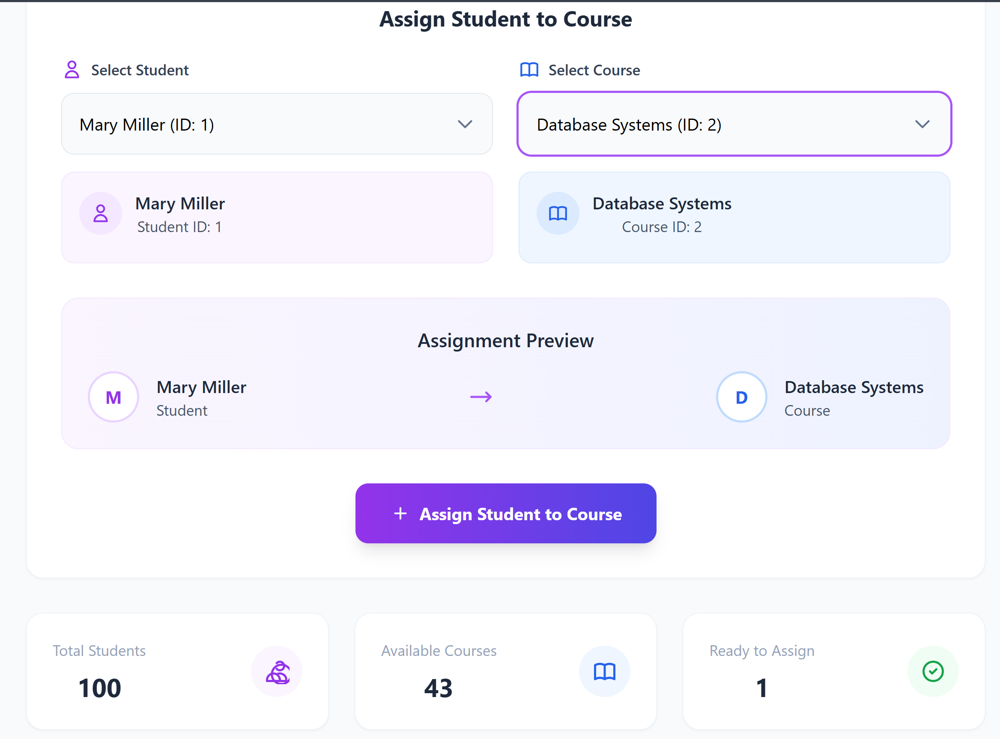 Assign Student to Course
Select Student
Select Course
Mary Miller (ID: 1)
Database Systems (ID: 2)
Mary Miller
Student ID: 1
Database Systems
Course ID: 2
Assignment Preview
M
Mary Miller
Student
D
Database Systems
Course
+ Assign Student to Course
Total Students
100
Available Courses
43
Ready to Assign
1